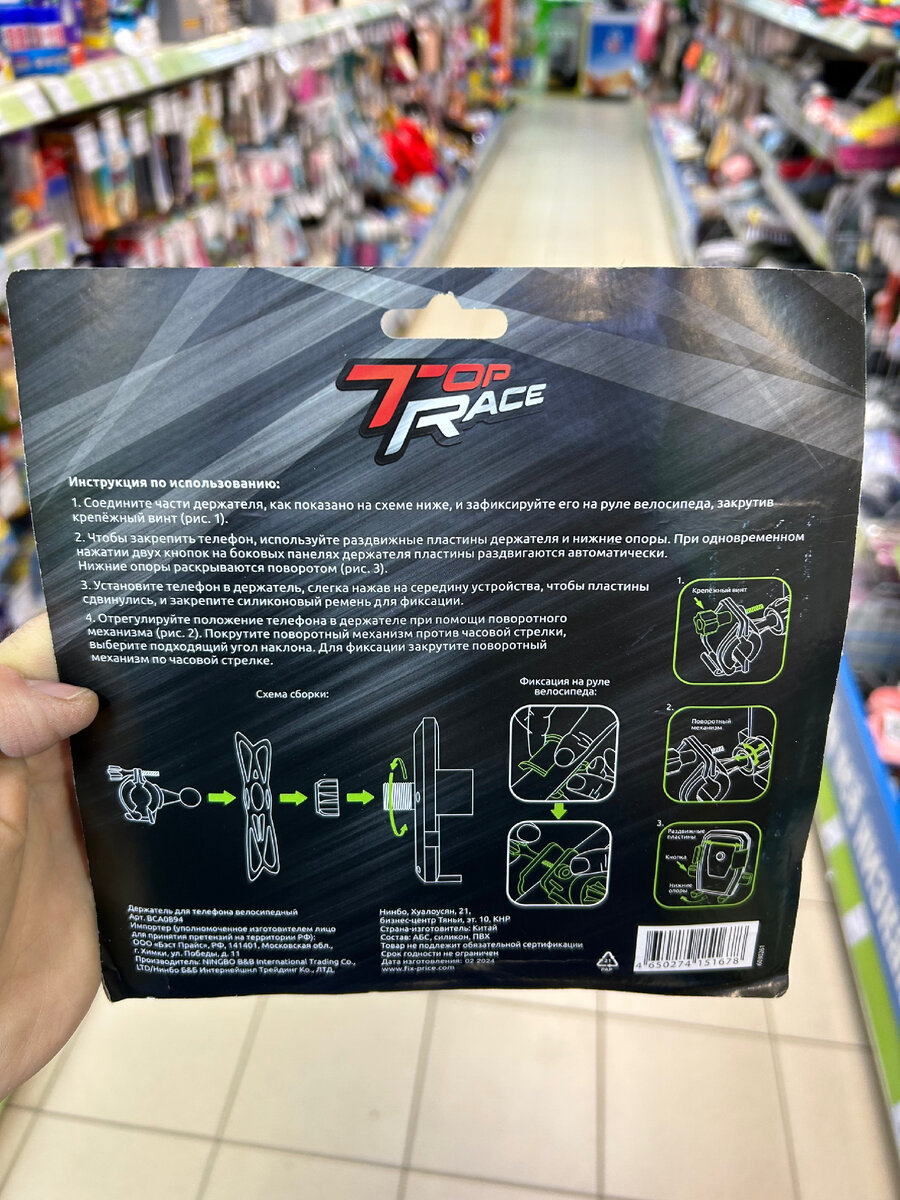 TOP
RACE
Инструкция по использованию:
1. Соедините части держателя, как показано на схеме ниже, и зафиксируйте его на руле велосипеда, закрутив
крепёжный винт (рис. 1).
2. Чтобы закрепить телефон, используйте раздвижные пластины держателя и нижние опоры. При одновременном
нажатии двух кнопок на боковых панелях держателя пластины раздвигаются автоматически.
Нижние опоры раскрываются поворотом (рис. 3).
3. Установите телефон в держатель, слегка нажав на середину устройства, чтобы пластины
сдвинулись, и закрепите силиконовый ремень для фиксации.
4. Отрегулируйте положение телефона в держателе при помощи поворотного
механизма (рис. 2). Покрутите поворотный механизм против часовой стрелки,
выберите подходящий угол наклона. Для фиксации закрутите поворотный
механизм по часовой стрелке.
Схема сборки:
Фиксация на руле
велосипеда:
1.
Крепёжный винт
2.
Поворотный
механизм
3.
Раздвижные
пластины
Кнопка
Нижние
опоры
Держатель для телефона велосипедный
Арт. BCA0894
Импортер (уполномоченное изготовителем лицо
для принятия претензий на территории РФ):
ООО «Бэст Прайс», РФ, 141401, Московская обл.,
г. Химки, ул. Победы, д. 11
Производитель: NINGBO B&B International Trading Co.,
LTD/Нинбо Б&Б Интернейшнл Трейдинг Ко., ЛТД.
Нинбо, Хуалоусян, 21,
бизнес-центр Тяньи, эт. 10, КНР
Страна-изготовитель: Китай
Состав: АБС, силикон, ПВХ
Товар не подлежит обязательной сертификации
Срок годности не ограничен
Дата изготовления: 02 2024
www.fix-price.com
21
PAP
4 650274 151678